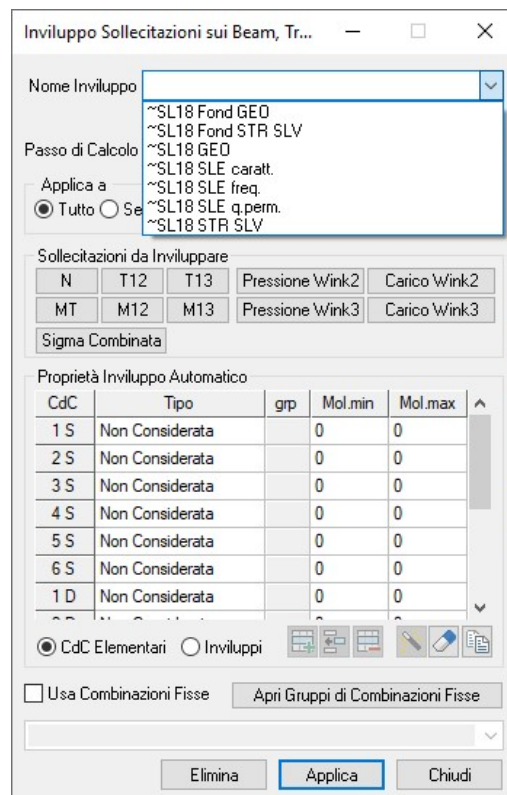 Inviluppo Sollecitazioni sui Beam, Tr...
Nome Inviluppo
~SL18 Fond GEO
~SL18 Fond STR SLV
~SL18 GEO
~SL18 SLE caratt.
~SL18 SLE freq.
~SL18 SLE q.perm.
~SL18 STR SLV
Passo di Calcolo
Applica a
Tutto Se
Sollecitazioni da Inviluppare
N T12 T13 Pressione Wink2 Carico Wink2
MT M12 M13 Pressione Wink3 Carico Wink3
Sigma Combinata
Proprietà Inviluppo Automatico
CdC Tipo grp Mol.min Mol.max
1 S Non Considerata 0 0
2 S Non Considerata 0 0
3 S Non Considerata 0 0
4 S Non Considerata 0 0
5 S Non Considerata 0 0
6 S Non Considerata 0 0
1 D Non Considerata 0 0
CdC Elementari Inviluppi
Usa Combinazioni Fisse Apri Gruppi di Combinazioni Fisse
Elimina Applica Chiudi